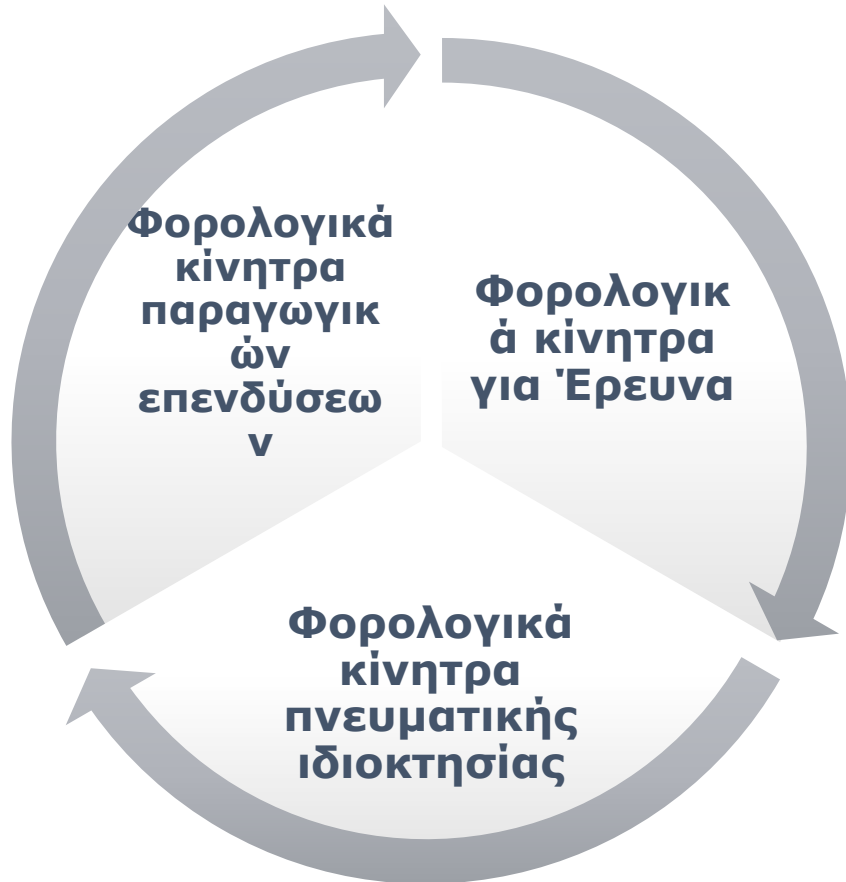 Φορολογικά
κίνητρα
παραγωγικ
ών
επενδύσεω
ν
Φορολογικ
ά κίνητρα
για Έρευνα
Φορολογικά
κίνητρα
πνευματικής
ιδιοκτησίας